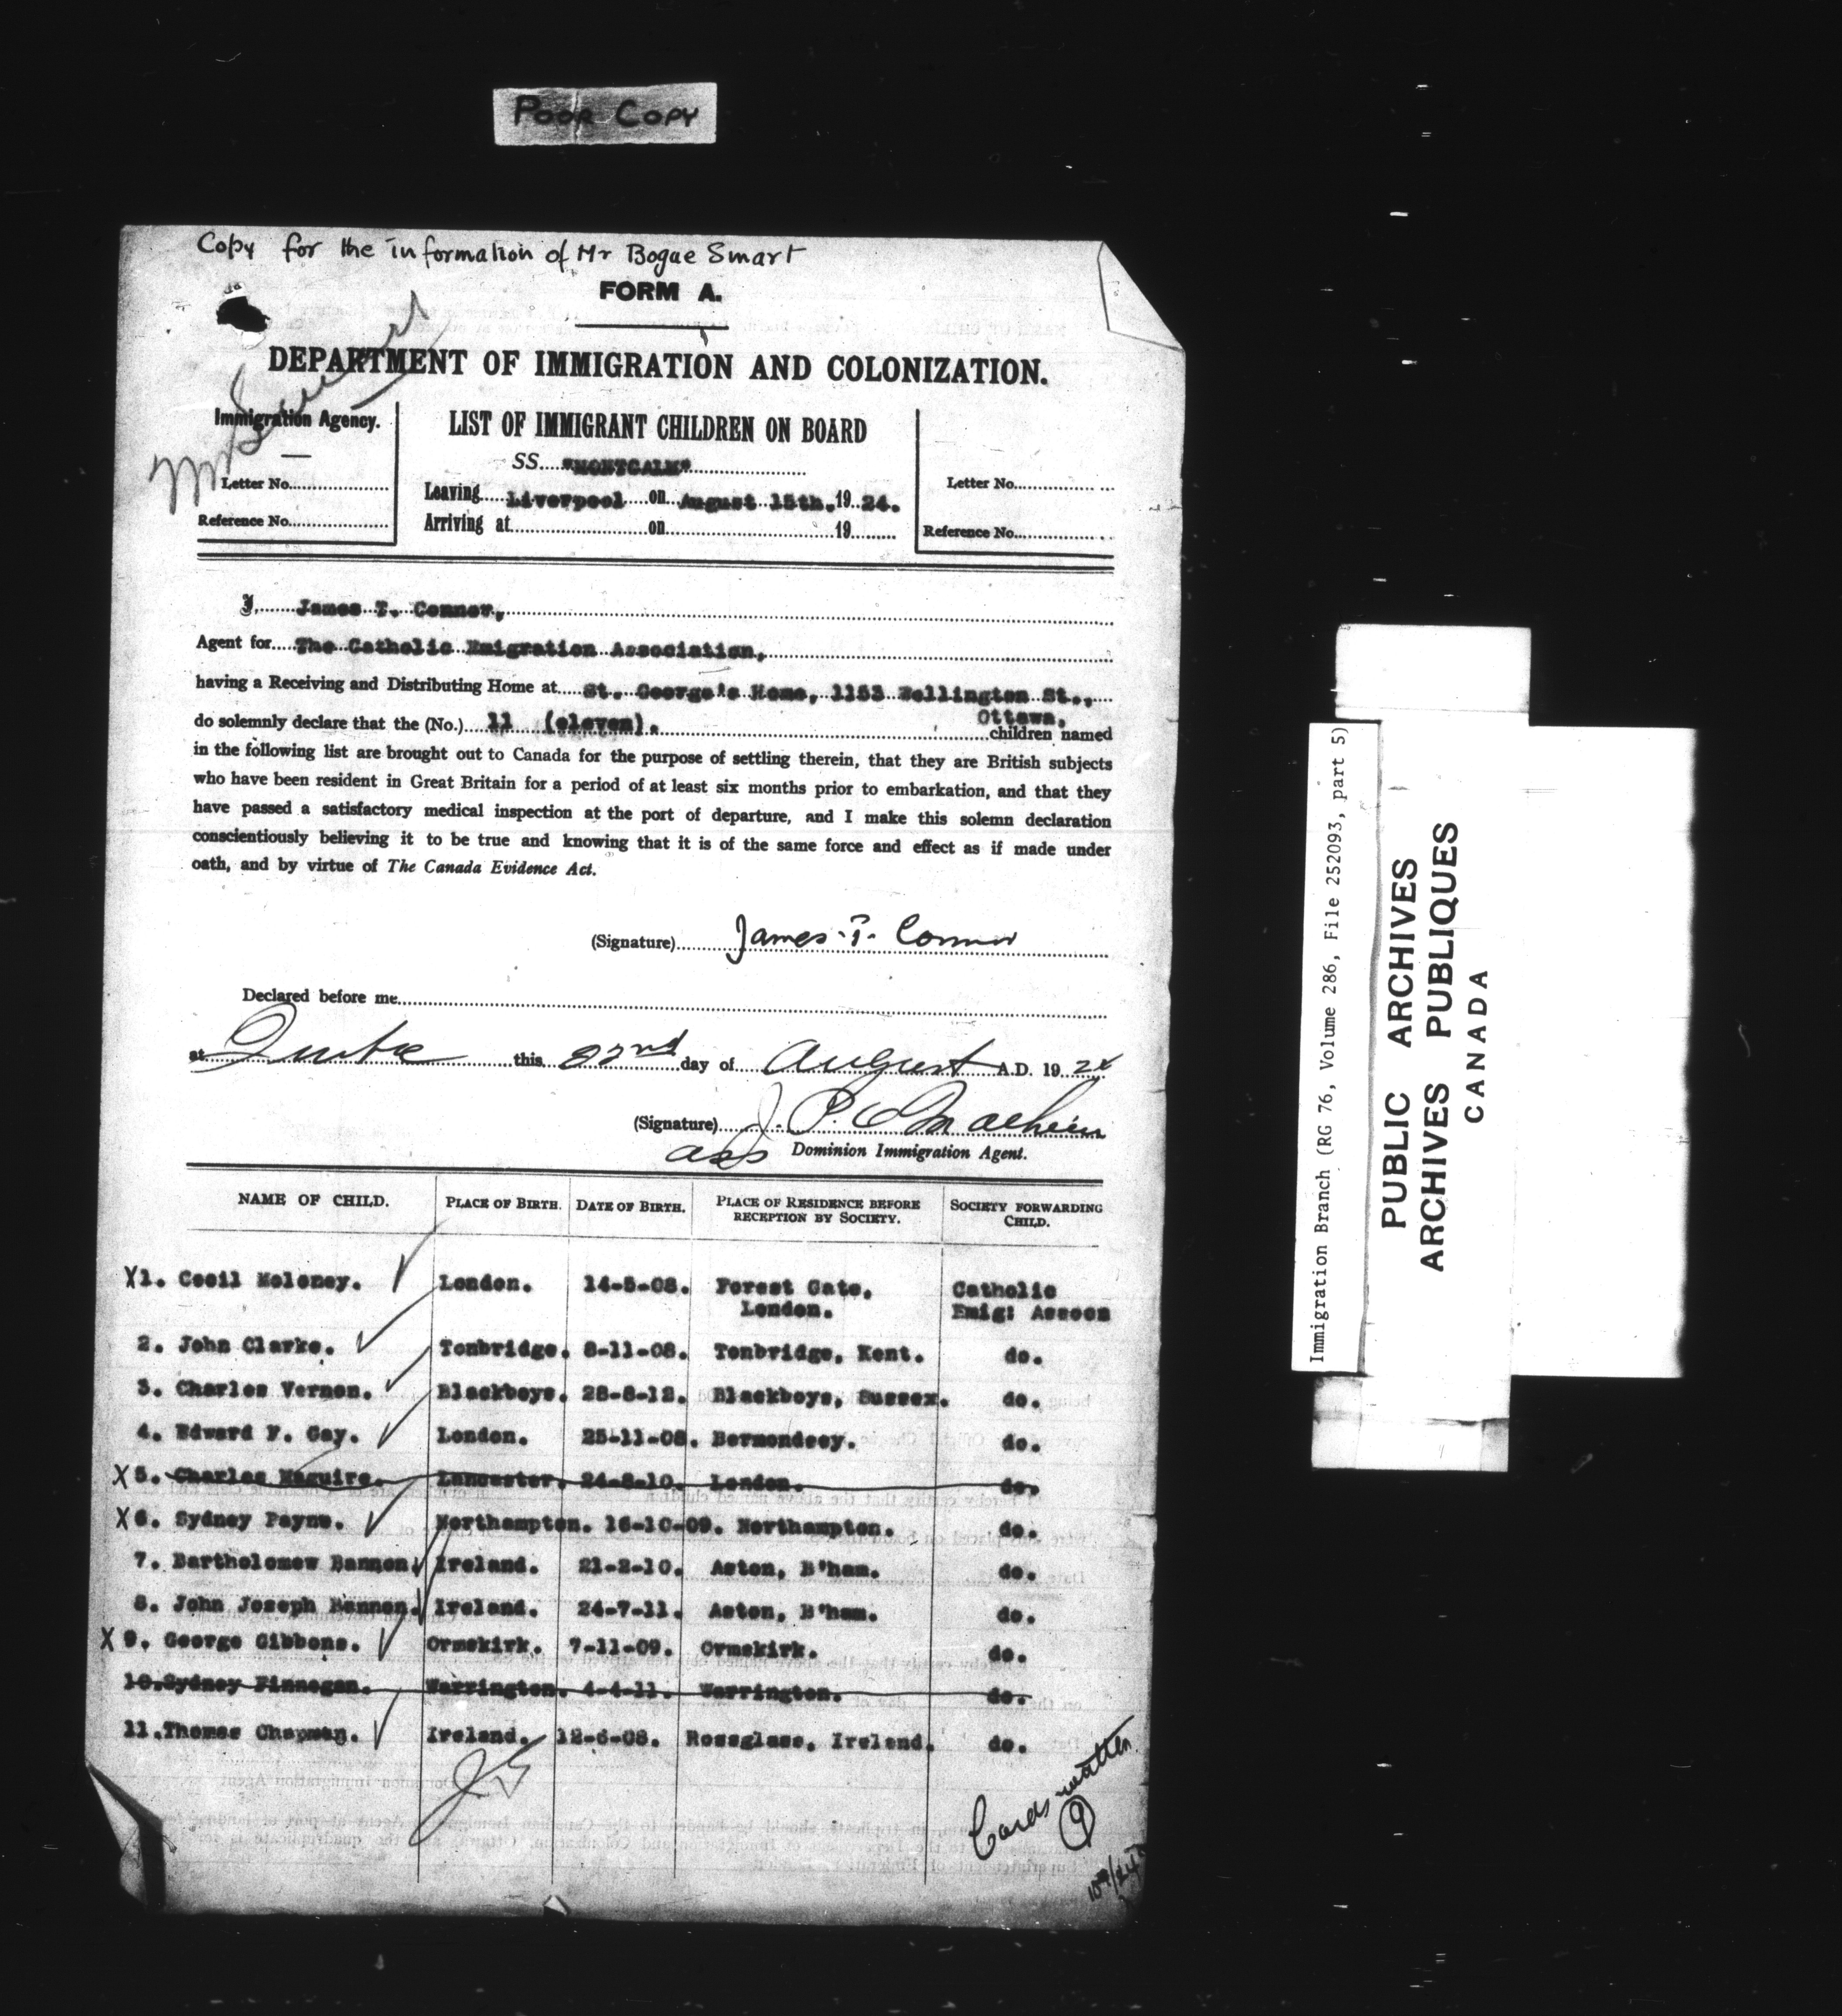 POOR COPY
Copy for the information of Mr Bogue Smart
FORM A.
DEPARTMENT OF IMMIGRATION AND COLONIZATION.
Immigration Agency.
Letter No.
Reference No.
LIST OF IMMIGRANT CHILDREN ON BOARD
SS. "MONTCALM"
Leaving Liverpool on August 15th. 19 24.
Arriving at on 19
Letter No.
Reference No.
I, James T. Connor,
Agent for The Catholic Emigration Association,
having a Receiving and Distributing Home at St. George's Home, 1153 Wellington St.,
Ottawa,
do solemnly declare that the (No.) 11 (eleven). children named
in the following list are brought out to Canada for the purpose of settling therein, that they are British subjects
who have been resident in Great Britain for a period of at least six months prior to embarkation, and that they
have passed a satisfactory medical inspection at the port of departure, and I make this solemn declaration
conscientiously believing it to be true and knowing that it is of the same force and effect as if made under
oath, and by virtue of The Canada Evidence Act.
(Signature) James T. Connor
Declared before me
at Quebec this 22nd day of August A.D. 19 24
(Signature) J. P.
Dominion Immigration Agent.
NAME OF CHILD. PLACE OF BIRTH. DATE OF BIRTH. PLACE OF RESIDENCE BEFORE RECEPTION BY SOCIETY. SOCIETY FORWARDING CHILD.
X 1. Cecil Moloney. London. 14-5-08. Forest Gate, London. Catholic Emig: Assocn
2. John Clarke. Tonbridge. 8-11-08. Tonbridge, Kent. do.
3. Charles Vernon. Blackboys. 28-8-12. Blackboys, Sussex. do.
4. Edward F. Gay. London. 25-11-08. Bermondsey. do.
X 5. Charles Maguire. Lancaster. 24-8-10. London. do.
X 6. Sydney Payne. Northampton. 16-10-09. Northampton. do.
7. Bartholomew Bannon. Ireland. 21-2-10. Aston, B'ham. do.
8. John Joseph Bannon. Ireland. 24-7-11. Aston, B'ham. do.
X 9. George Gibbons. Ormskirk. 7-11-09. Ormskirk. do.
10. Sydney Finnegan. Warrington. 4-4-11. Warrington. do.
11. Thomas Chapman. Ireland. 12-6-08. Rossglass, Ireland. do.
Cards written
9
Immigration Branch (RG 76, Volume 286, File 252093, part 5)
PUBLIC ARCHIVES
ARCHIVES PUBLIQUES
CANADA